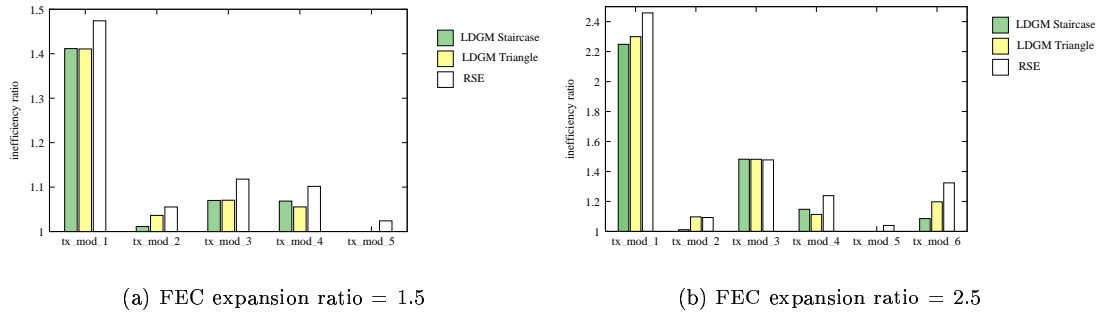 1.5
1.4
1.3
1.2
1.1
1
inefficiency ratio
tx_mod_1 tx_mod_2 tx_mod_3 tx_mod_4 tx_mod_5
LDGM Staircase
LDGM Triangle
RSE
(a) FEC expansion ratio = 1.5
2.4
2.2
2
1.8
1.6
1.4
1.2
1
inefficiency ratio
tx_mod_1 tx_mod_2 tx_mod_3 tx_mod_4 tx_mod_5 tx_mod_6
LDGM Staircase
LDGM Triangle
RSE
(b) FEC expansion ratio = 2.5